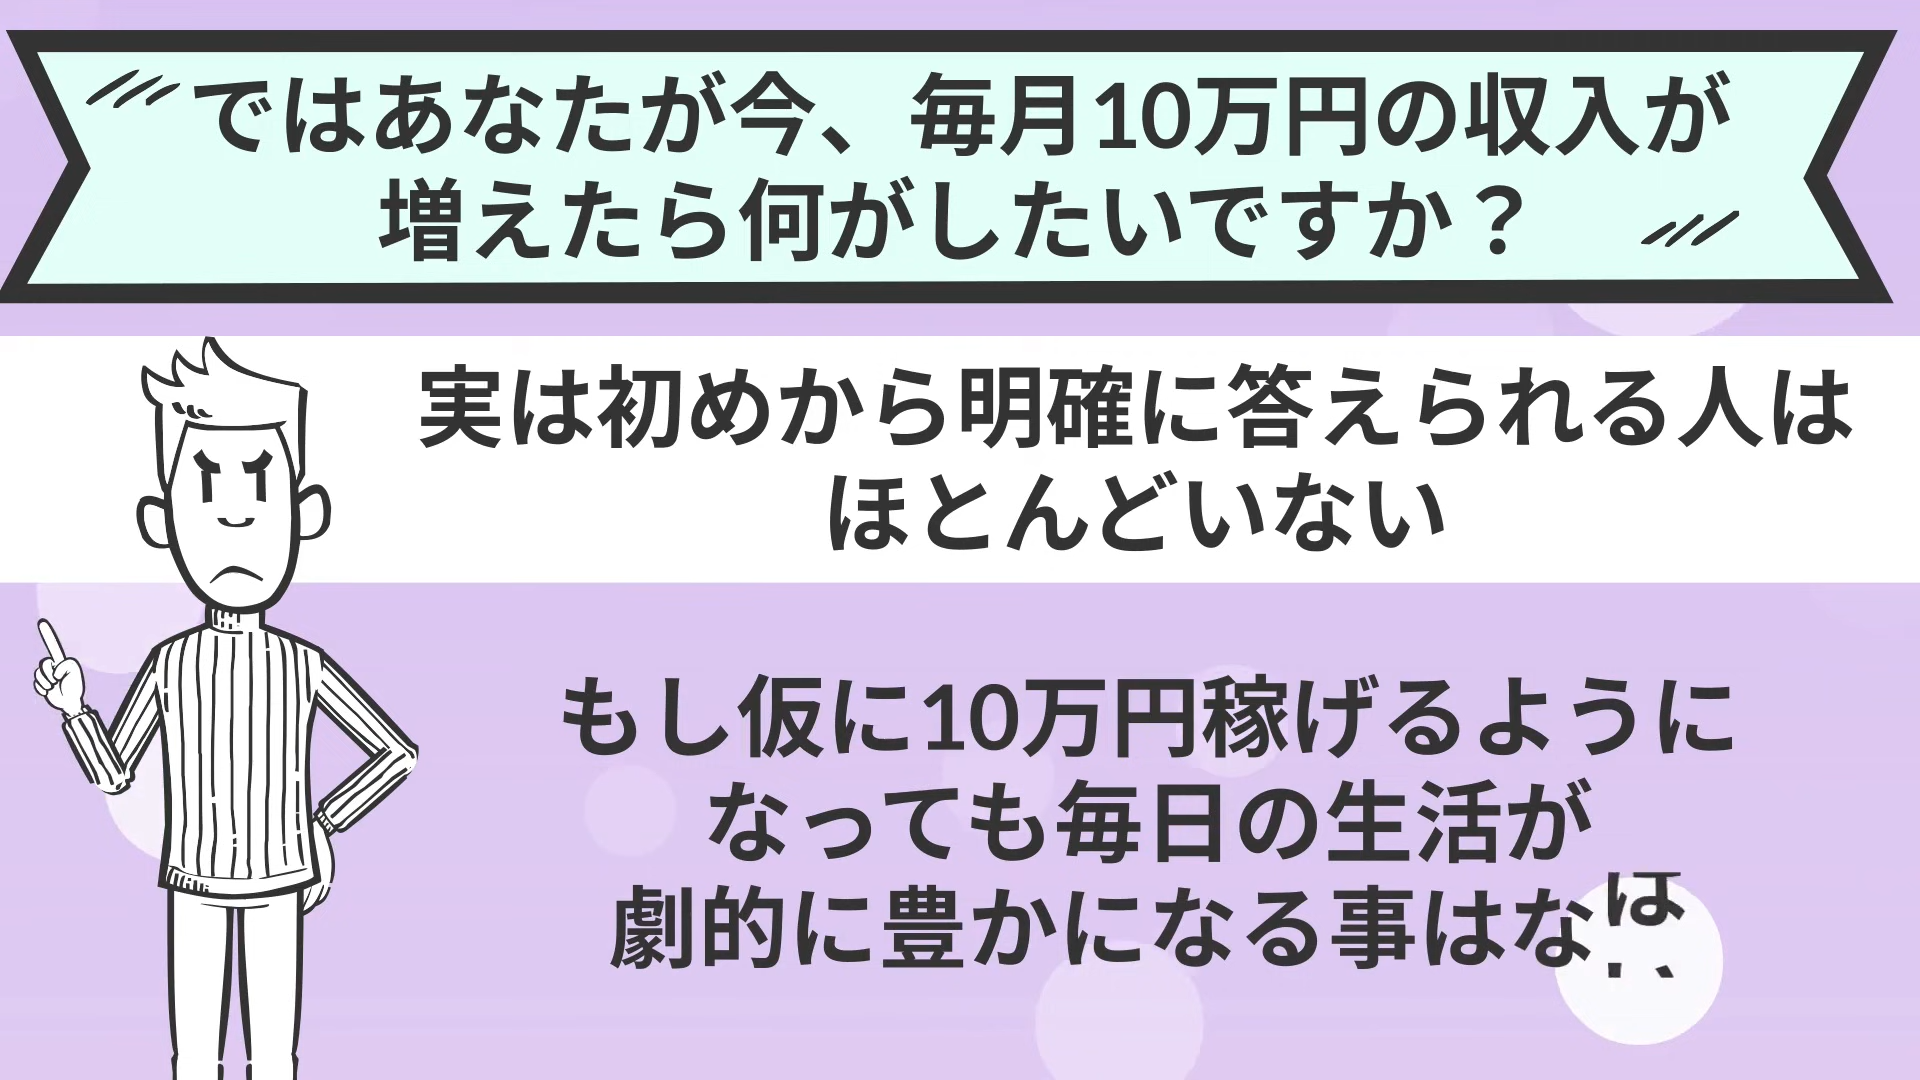 ではあなたが今、毎月10万円の収入が
増えたら何がしたいですか？
実は初めから明確に答えられる人は
ほとんどいない
もし仮に10万円稼げるように
なっても毎日の生活が
劇的に豊かになる事はな